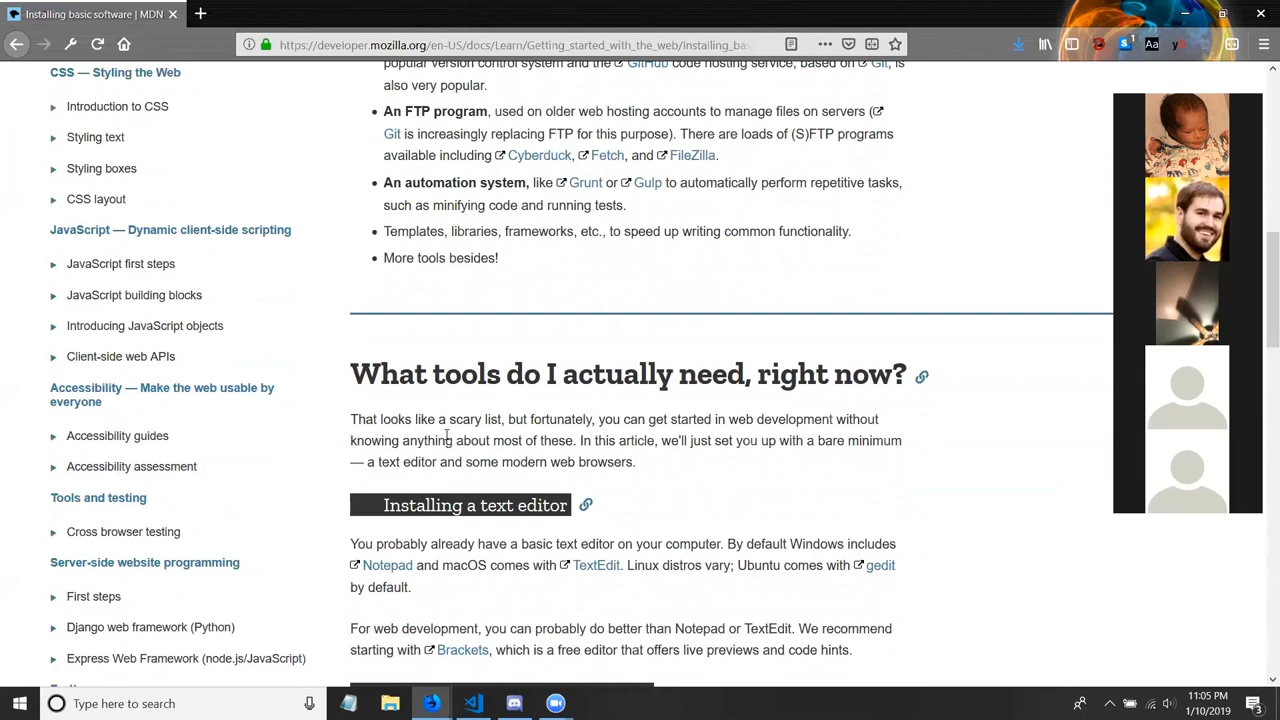 Installing basic software | MDN
https://developer.mozilla.org/en-US/docs/Learn/Getting_started_with_the_web/Installing_bas
1
Aa
CSS — Styling the Web
Introduction to CSS
Styling text
Styling boxes
CSS layout
JavaScript — Dynamic client-side scripting
JavaScript first steps
JavaScript building blocks
Introducing JavaScript objects
Client-side web APIs
Accessibility — Make the web usable by
everyone
Accessibility guides
Accessibility assessment
Tools and testing
Cross browser testing
Server-side website programming
First steps
Django web framework (Python)
Express Web Framework (node.js/JavaScript)
popular version control system and the GitHub code hosting service, based on Git, is
also very popular.
An FTP program, used on older web hosting accounts to manage files on servers (
Git is increasingly replacing FTP for this purpose). There are loads of (S)FTP programs
available including Cyberduck, Fetch, and FileZilla.
An automation system, like Grunt or Gulp to automatically perform repetitive tasks,
such as minifying code and running tests.
Templates, libraries, frameworks, etc., to speed up writing common functionality.
More tools besides!
What tools do I actually need, right now?
That looks like a scary list, but fortunately, you can get started in web development without
knowing anything about most of these. In this article, we'll just set you up with a bare minimum
— a text editor and some modern web browsers.
Installing a text editor
You probably already have a basic text editor on your computer. By default Windows includes
Notepad and macOS comes with TextEdit. Linux distros vary; Ubuntu comes with gedit
by default.
For web development, you can probably do better than Notepad or TextEdit. We recommend
starting with Brackets, which is a free editor that offers live previews and code hints.
Type here to search
11:05 PM
1/10/2019
3